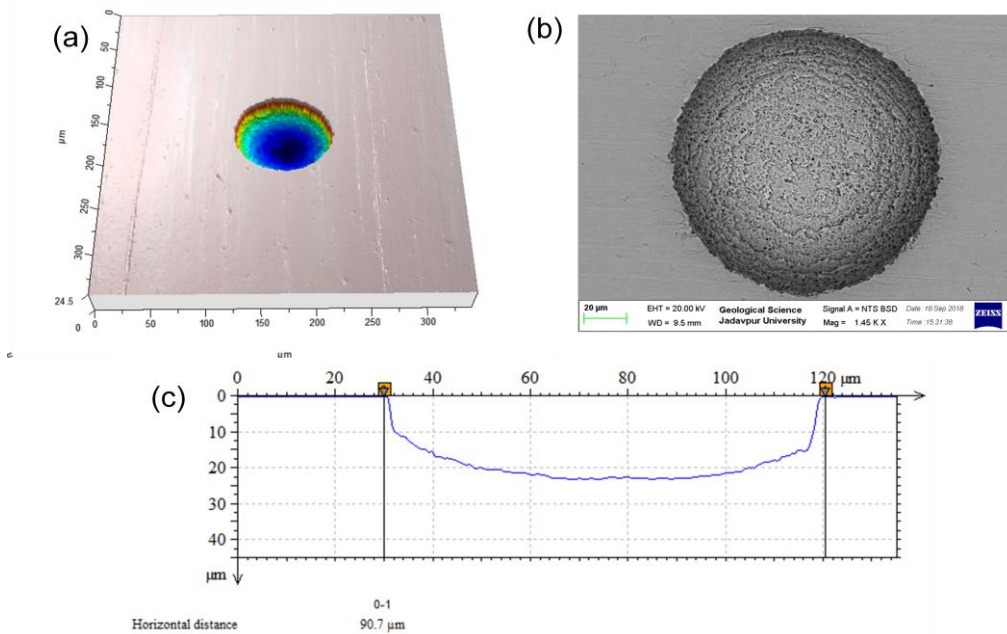 (a)
0
50
100
150
200
250
300
μm
24.5
0
0 50 100 150 200 250 300
μm
(b)
20 μm
EHT = 20.00 kV
WD = 9.5 mm
Geological Science
Jadavpur University
Signal A = NTS BSD
Mag = 1.45 K X
Date :18 Sep 2018
Time :15:31:38
ZEISS
(c)
0 20 40 60 80 100 120 μm
0
10
20
30
40
μm
0-1
Horizontal distance 90.7 μm